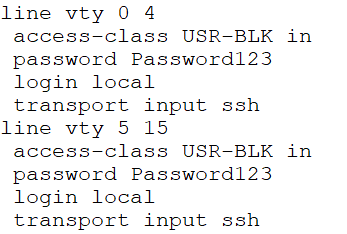 line vty 0 4
 access-class USR-BLK in
 password Password123
 login local
 transport input ssh
line vty 5 15
 access-class USR-BLK in
 password Password123
 login local
 transport input ssh